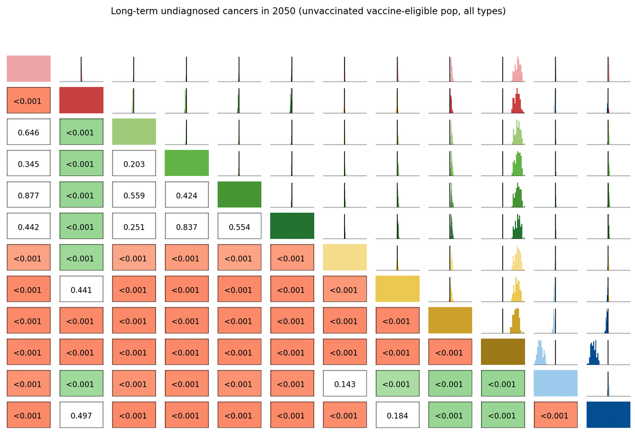 Long-term undiagnosed cancers in 2050 (unvaccinated vaccine-eligible pop, all types)
<0.001
0.646 <0.001
0.345 <0.001 0.203
0.877 <0.001 0.559 0.424
0.442 <0.001 0.251 0.837 0.554
<0.001 <0.001 <0.001 <0.001 <0.001 <0.001
<0.001 0.441 <0.001 <0.001 <0.001 <0.001 <0.001
<0.001 <0.001 <0.001 <0.001 <0.001 <0.001 <0.001 <0.001
<0.001 <0.001 <0.001 <0.001 <0.001 <0.001 <0.001 <0.001 <0.001
<0.001 <0.001 <0.001 <0.001 <0.001 <0.001 0.143 <0.001 <0.001 <0.001
<0.001 0.497 <0.001 <0.001 <0.001 <0.001 <0.001 0.184 <0.001 <0.001 <0.001